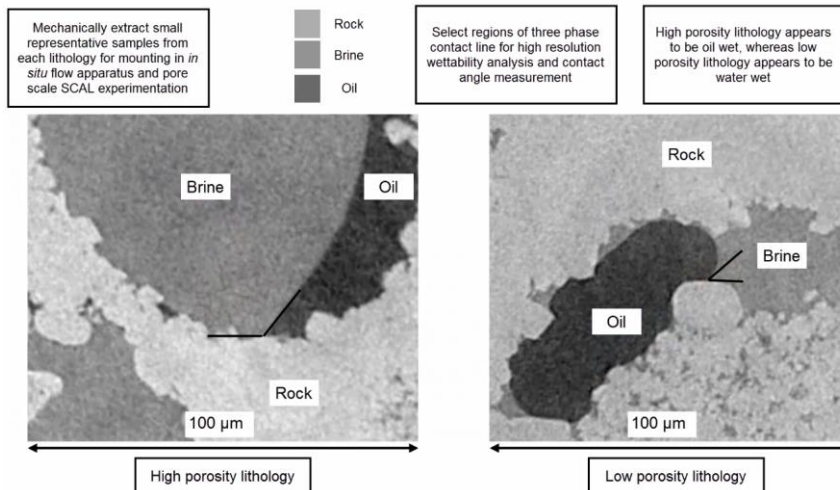 Mechanically extract small
representative samples from
each lithology for mounting in in
situ flow apparatus and pore
scale SCAL experimentation
Rock
Brine
Oil
Select regions of three phase
contact line for high resolution
wettability analysis and contact
angle measurement
High porosity lithology appears
to be oil wet, whereas low
porosity lithology appears to be
water wet
Brine
Oil
Rock
100 µm
High porosity lithology
Rock
Brine
Oil
100 µm
Low porosity lithology